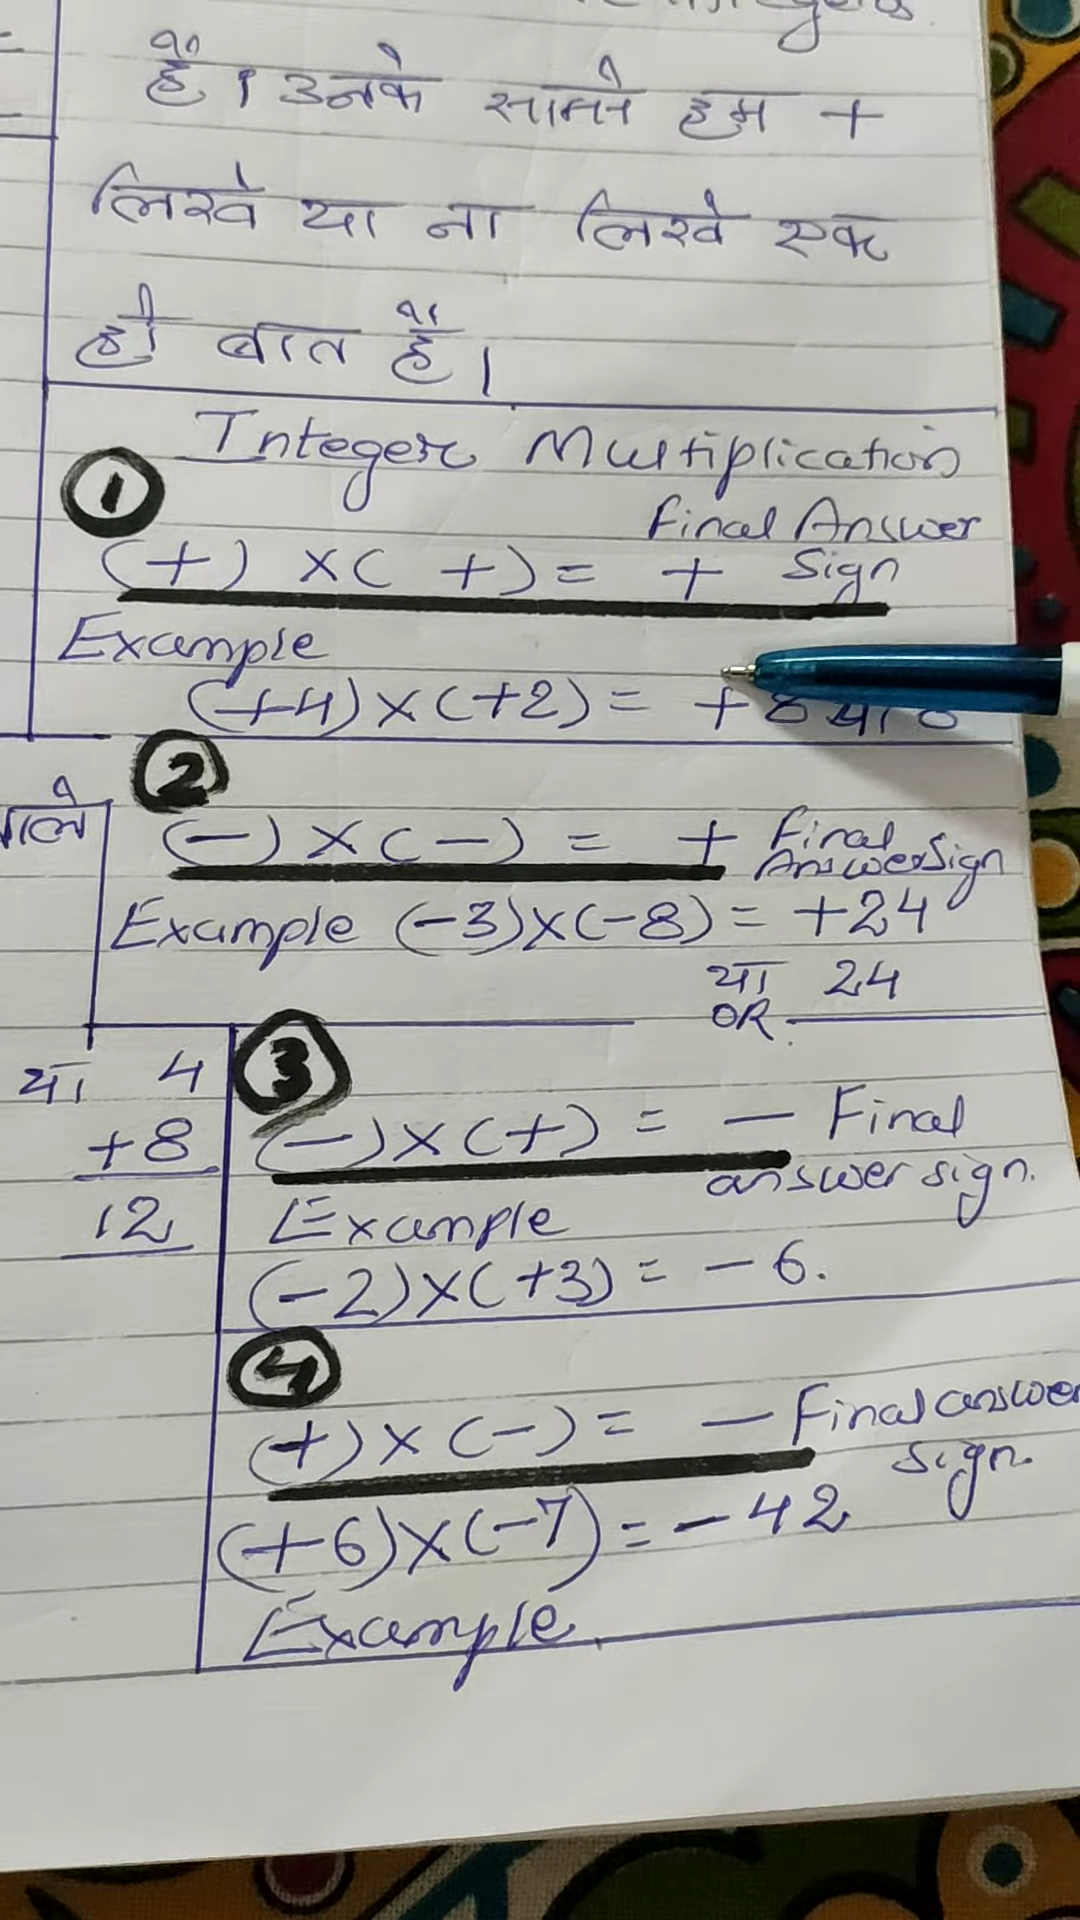 हैं। उनके सामने हम +
लिखे या ना लिखे एक
ही बात हैं।
Integer Multiplication
1
Final Answer
(+) × (+) = + Sign
Example
(+4)×(+2) = +8 या 8
2
(-) × (-) = + Final
Answer Sign
Example (-3)×(-8) = +24
या 24
OR
या 4
+8
12
3
(-)×(+) = - Final
answer sign.
Example
(-2)×(+3) = -6.
4
(+)×(-) = - Final answer
sign.
(+6)×(-7) = -42
Example.